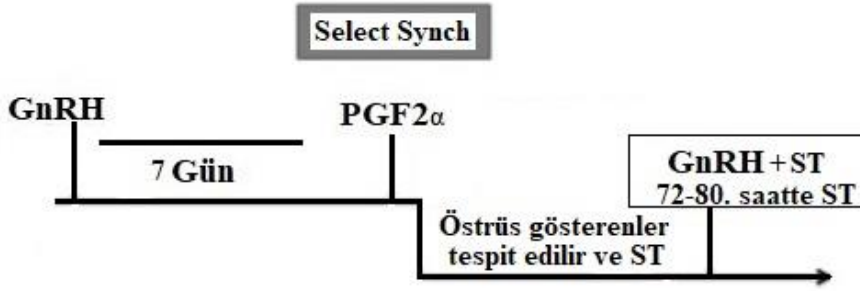 Select Synch
GnRH
PGF2α
7 Gün
GnRH + ST
72-80. saatte ST
Östrüs gösterenler
tespit edilir ve ST